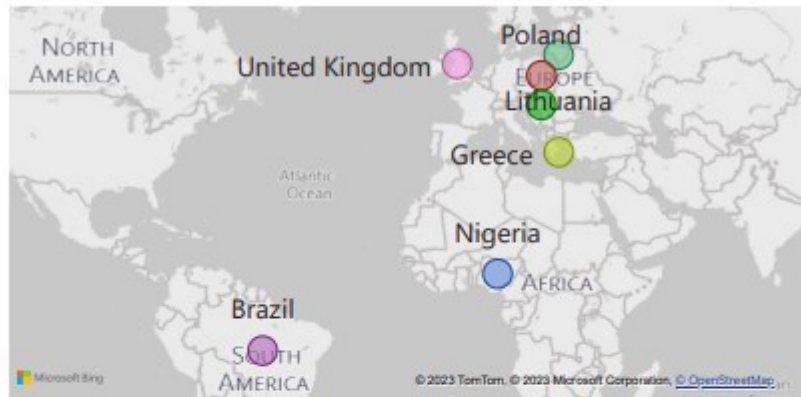 NORTH
AMERICA
Poland
United Kingdom
EUROPE
Lithuania
Greece
Atlantic
Ocean
Nigeria
AFRICA
Brazil
SOUTH
AMERICA
Microsoft Bing
© 2023 TomTom, © 2023 Microsoft Corporation, © OpenStreetMap